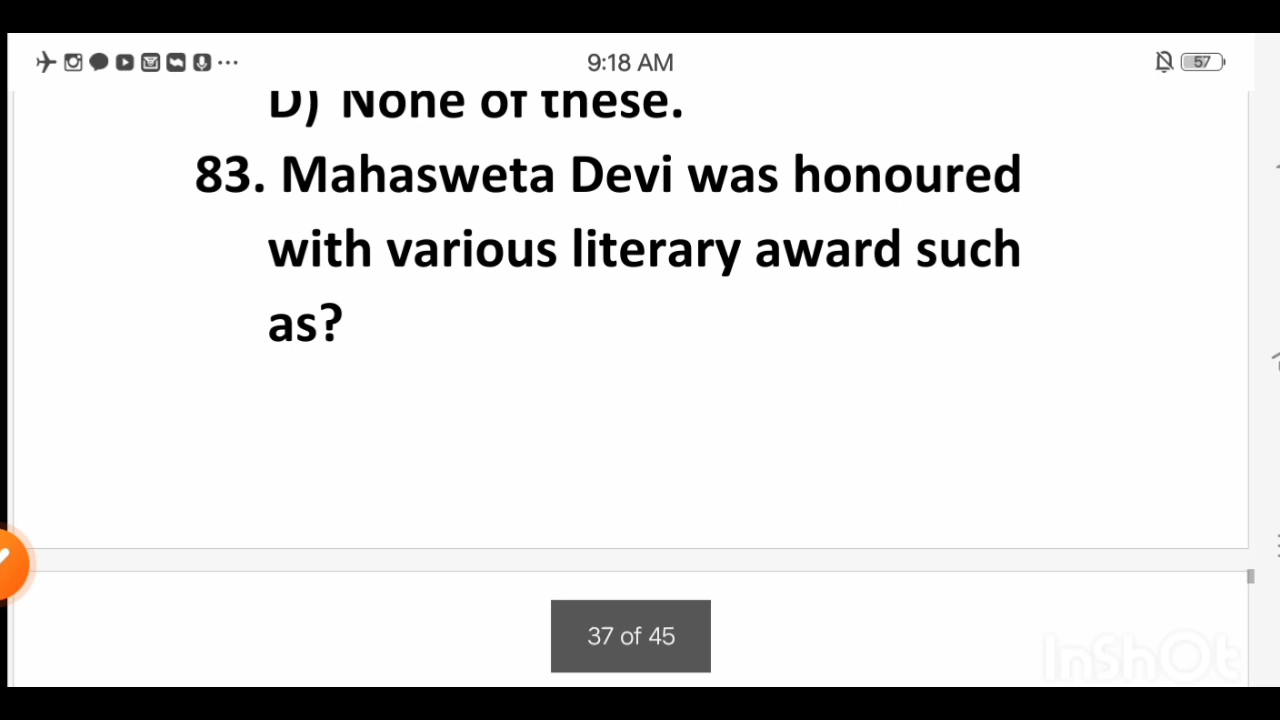 9:18 AM
57
D) None of these.
83. Mahasweta Devi was honoured
with various literary award such
as?
37 of 45
InShOt